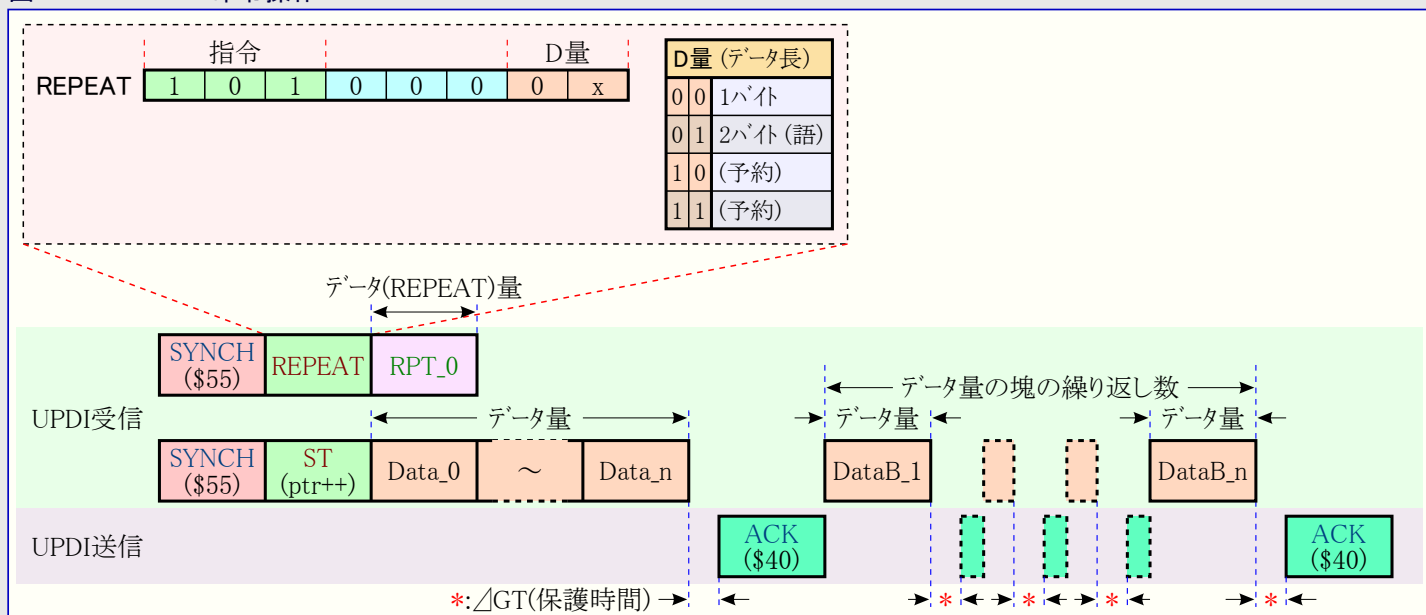 指令 D量
REPEAT 1 0 1 0 0 0 0 x
D量 (データ長)
0 0 1バイト
0 1 2バイト (語)
1 0 (予約)
1 1 (予約)
データ(REPEAT)量
SYNCH
($55)
REPEAT
RPT_0
UPDI受信
データ量
データ量の塊の繰り返し数
データ量
データ量
SYNCH
($55)
ST
(ptr++)
Data_0
～
Data_n
DataB_1
DataB_n
UPDI送信
ACK
($40)
ACK
($40)
*:⊿GT(保護時間)
* * * *